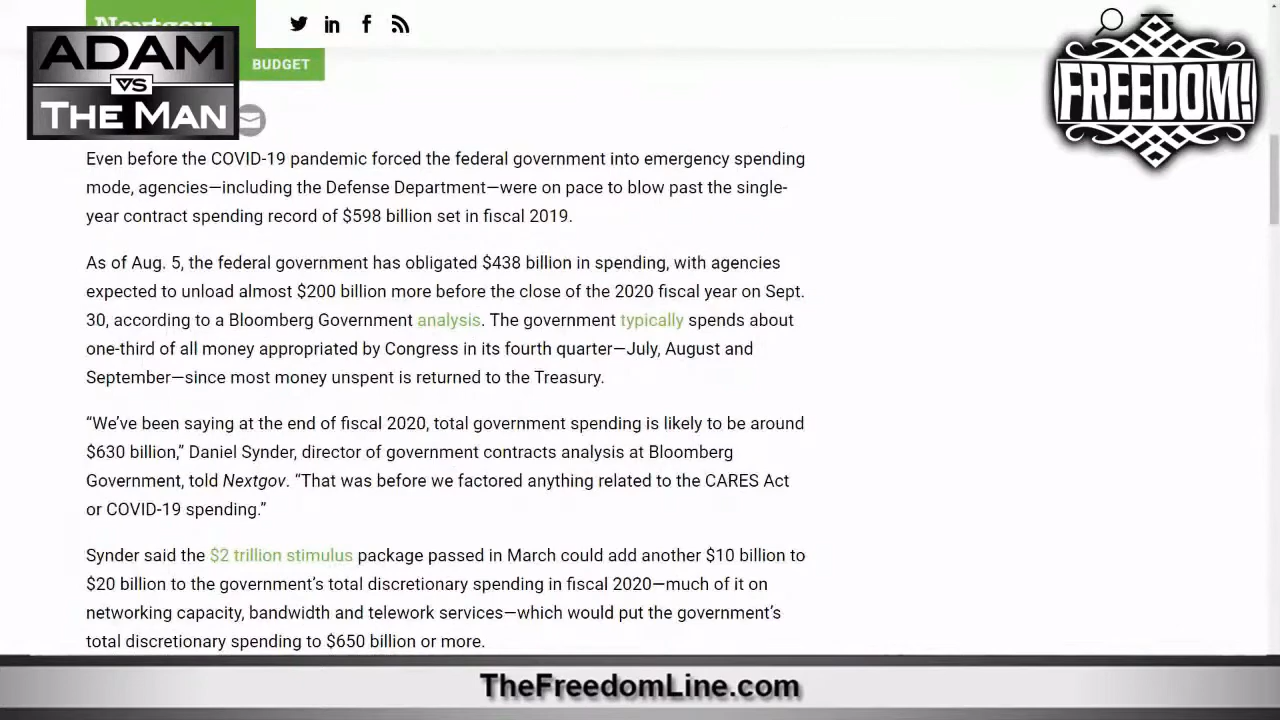 Nextgov
ADAM
VS
THE MAN
BUDGET
FREEDOM!
Even before the COVID-19 pandemic forced the federal government into emergency spending
mode, agencies—including the Defense Department—were on pace to blow past the single-
year contract spending record of $598 billion set in fiscal 2019.
As of Aug. 5, the federal government has obligated $438 billion in spending, with agencies
expected to unload almost $200 billion more before the close of the 2020 fiscal year on Sept.
30, according to a Bloomberg Government analysis. The government typically spends about
one-third of all money appropriated by Congress in its fourth quarter—July, August and
September—since most money unspent is returned to the Treasury.
“We’ve been saying at the end of fiscal 2020, total government spending is likely to be around
$630 billion,” Daniel Synder, director of government contracts analysis at Bloomberg
Government, told Nextgov. “That was before we factored anything related to the CARES Act
or COVID-19 spending.”
Synder said the $2 trillion stimulus package passed in March could add another $10 billion to
$20 billion to the government’s total discretionary spending in fiscal 2020—much of it on
networking capacity, bandwidth and telework services—which would put the government’s
total discretionary spending to $650 billion or more.
TheFreedomLine.com